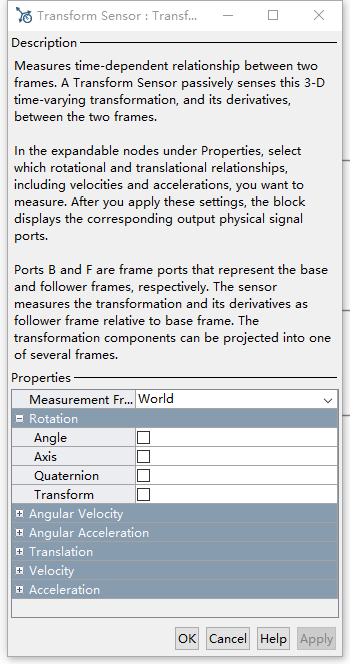 Transform Sensor : Transf...
Description
Measures time-dependent relationship between two
frames. A Transform Sensor passively senses this 3-D
time-varying transformation, and its derivatives,
between the two frames.
In the expandable nodes under Properties, select
which rotational and translational relationships,
including velocities and accelerations, you want to
measure. After you apply these settings, the block
displays the corresponding output physical signal
ports.
Ports B and F are frame ports that represent the base
and follower frames, respectively. The sensor
measures the transformation and its derivatives as
follower frame relative to base frame. The
transformation components can be projected into one
of several frames.
Properties
Measurement Fr... World
Rotation
Angle
Axis
Quaternion
Transform
Angular Velocity
Angular Acceleration
Translation
Velocity
Acceleration
OK Cancel Help Apply